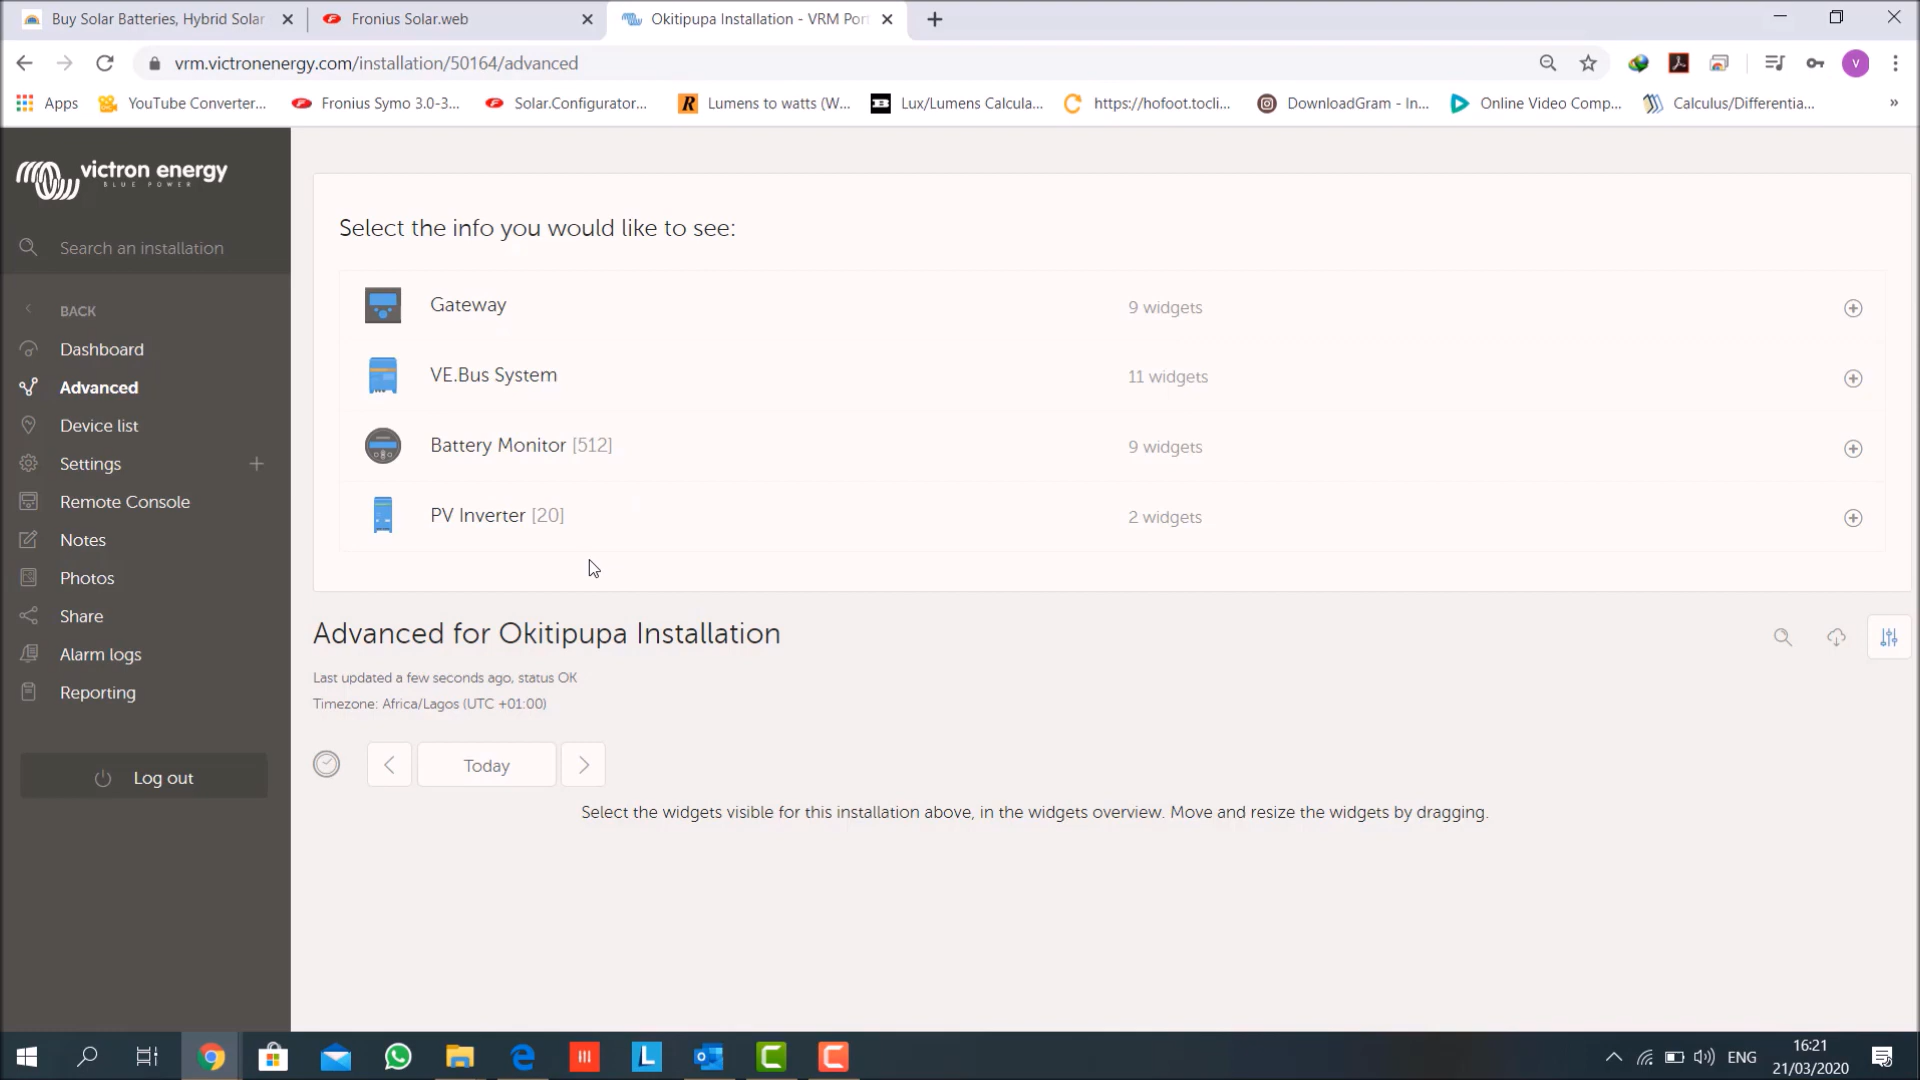 Buy Solar Batteries, Hybrid Solar
Fronius Solar.web
Okitipupa Installation - VRM Port
vrm.victronenergy.com/installation/50164/advanced
V
Apps
YouTube Converter...
Fronius Symo 3.0-3...
Solar.Configurator...
Lumens to watts (W...
Lux/Lumens Calcula...
https://hofoot.tocli...
DownloadGram - In...
Online Video Comp...
Calculus/Differentia...
»
victron energy
BLUE POWER
Search an installation
BACK
Dashboard
Advanced
Device list
Settings
Remote Console
Notes
Photos
Share
Alarm logs
Reporting
Log out
Select the info you would like to see:
Gateway
9 widgets
VE.Bus System
11 widgets
Battery Monitor [512]
9 widgets
PV Inverter [20]
2 widgets
Advanced for Okitipupa Installation
Last updated a few seconds ago, status OK
Timezone: Africa/Lagos (UTC +01:00)
Today
Select the widgets visible for this installation above, in the widgets overview. Move and resize the widgets by dragging.
ENG
16:21
21/03/2020